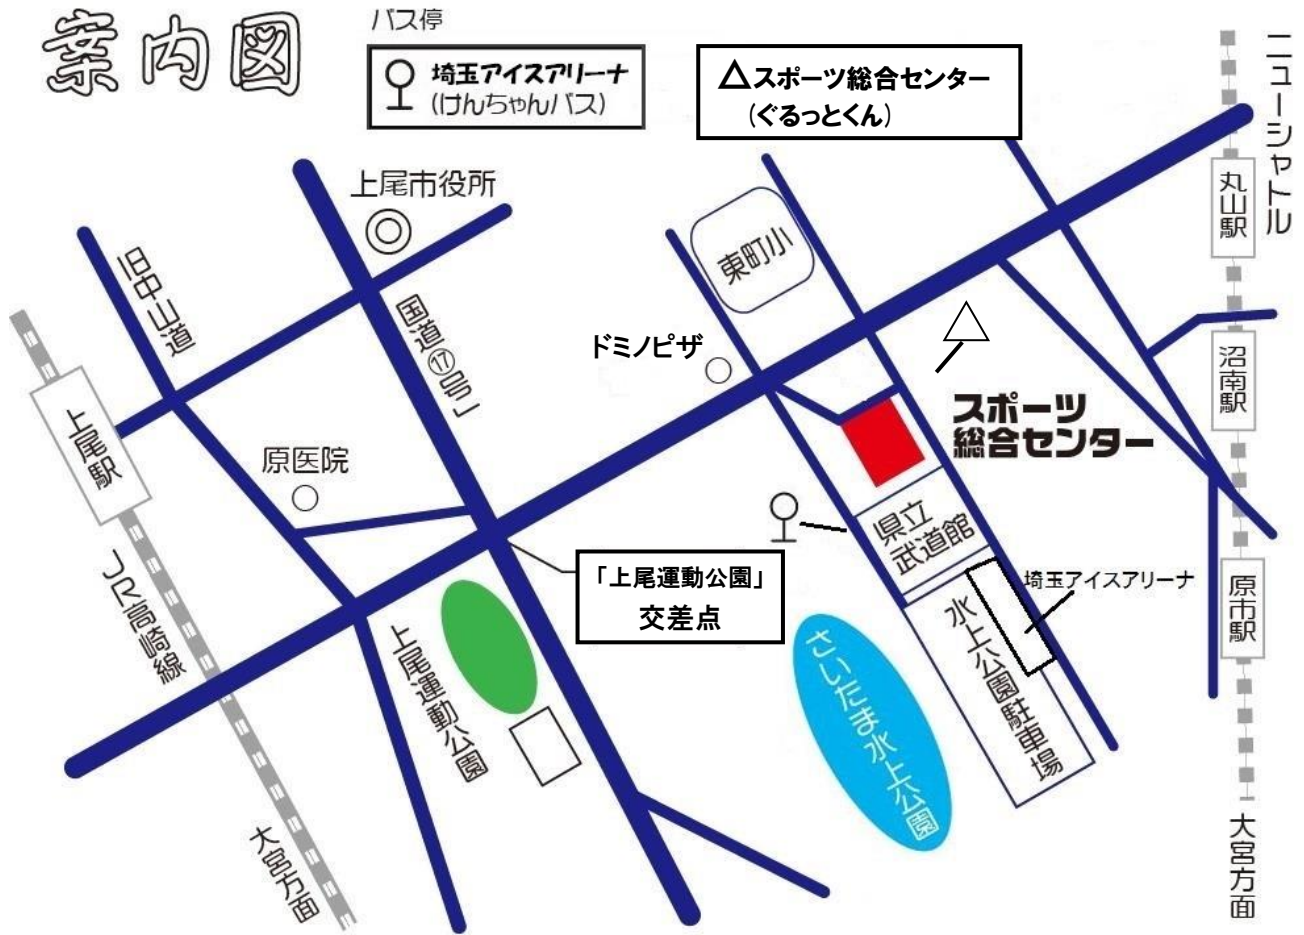 案内図
バス停
埼玉アイスアリーナ
(けんちゃんバス)
△スポーツ総合センター
(ぐるっとくん)
ニューシャトル
丸山駅
上尾市役所
東町小
旧中山道
国道⑰号
ドミノピザ
沼南駅
上尾駅
スポーツ
総合センター
原医院
県立
武道館
「上尾運動公園」
交差点
埼玉アイスアリーナ
原市駅
JR高崎線
上尾運動公園
さいたま水上公園
水上公園駐車場
大宮方面
大宮方面